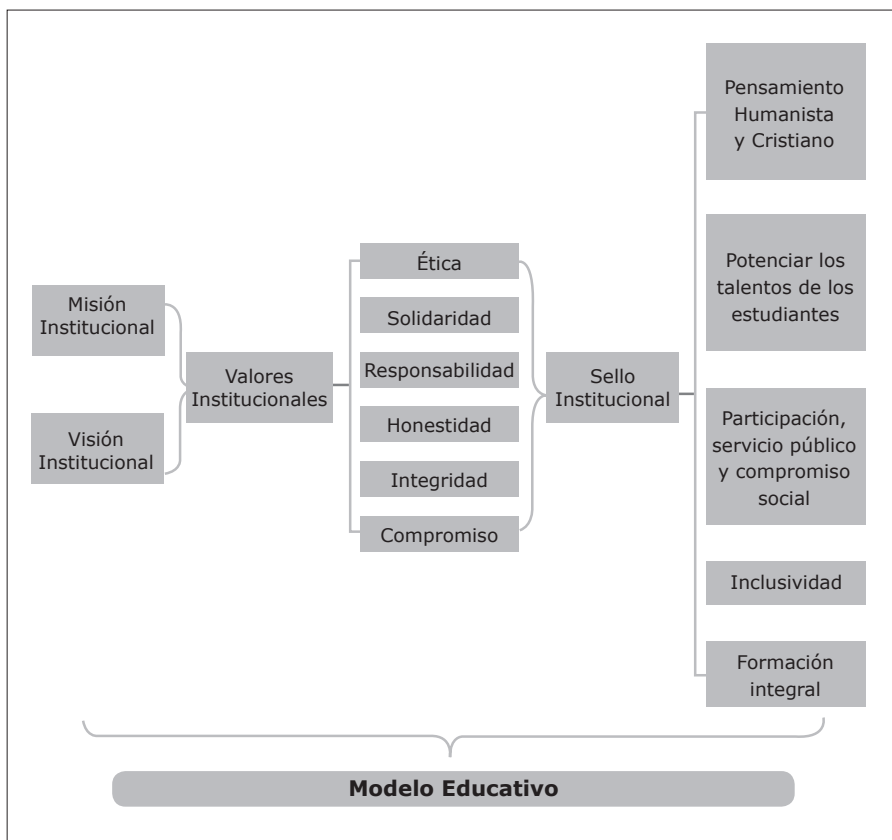 Misión
Institucional
Visión
Institucional
Valores
Institucionales
Ética
Solidaridad
Responsabilidad
Honestidad
Integridad
Compromiso
Sello
Institucional
Pensamiento
Humanista
y Cristiano
Potenciar los
talentos de los
estudiantes
Participación,
servicio público
y compromiso
social
Inclusividad
Formación
integral
Modelo Educativo